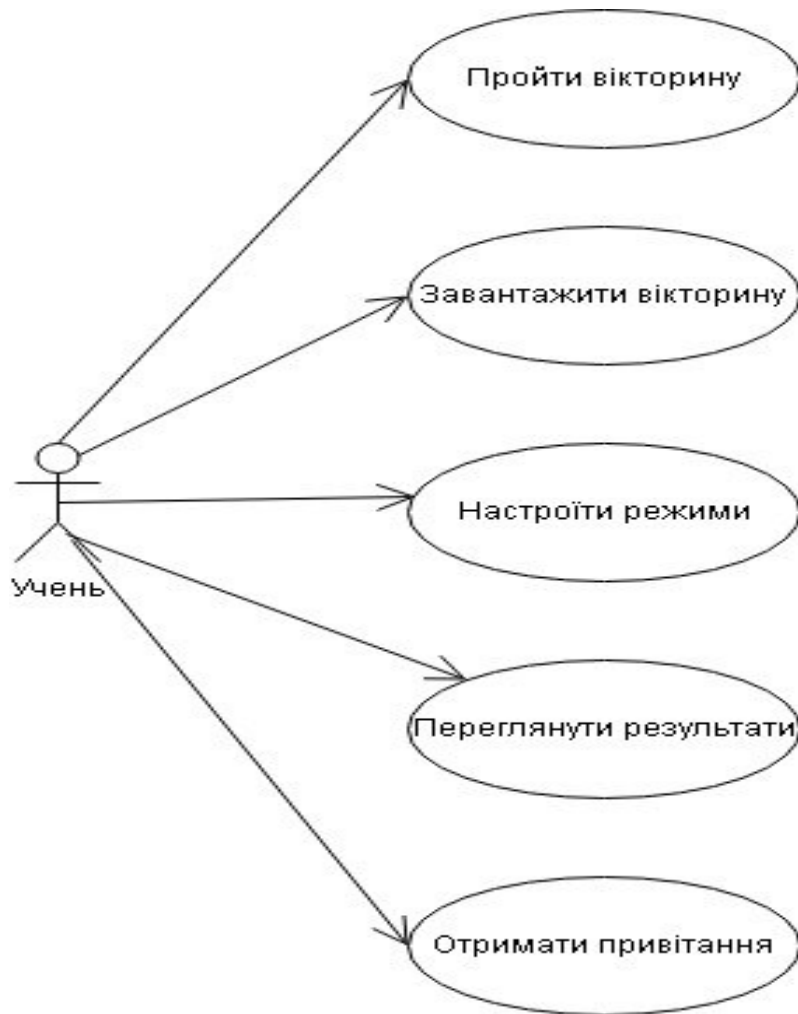 Пройти вікторину
Завантажити вікторину
Настроїти режими
Учень
Переглянути результати
Отримати привітання